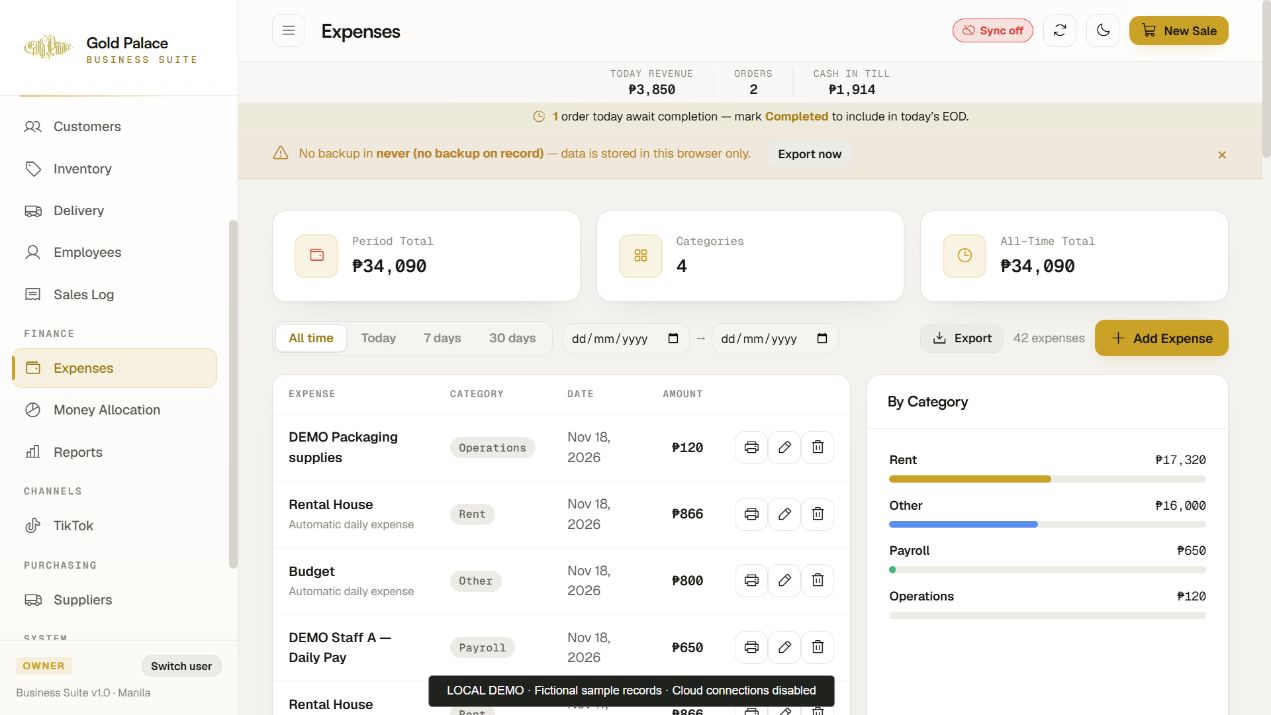 Gold Palace
BUSINESS SUITE
Customers
Inventory
Delivery
Employees
Sales Log
FINANCE
Expenses
Money Allocation
Reports
CHANNELS
TikTok
PURCHASING
Suppliers
SYSTEM
OWNER
Switch user
Business Suite v1.0 · Manila
Expenses
Sync off
New Sale
TODAY REVENUE
₱3,850
ORDERS
2
CASH IN TILL
₱1,914
1 order today await completion — mark Completed to include in today's EOD.
No backup in never (no backup on record) — data is stored in this browser only.
Export now
×
Period Total
₱34,090
Categories
4
All-Time Total
₱34,090
All time
Today
7 days
30 days
dd/mm/yyyy → dd/mm/yyyy
Export
42 expenses
+ Add Expense
EXPENSE CATEGORY DATE AMOUNT
DEMO Packaging
supplies
Operations
Nov 18,
2026
₱120
Rental House
Automatic daily expense
Rent
Nov 18,
2026
₱866
Budget
Automatic daily expense
Other
Nov 18,
2026
₱800
DEMO Staff A —
Daily Pay
Payroll
Nov 18,
2026
₱650
Rental House
Rent
₱866
By Category
Rent ₱17,320
Other ₱16,000
Payroll ₱650
Operations ₱120
LOCAL DEMO · Fictional sample records · Cloud connections disabled